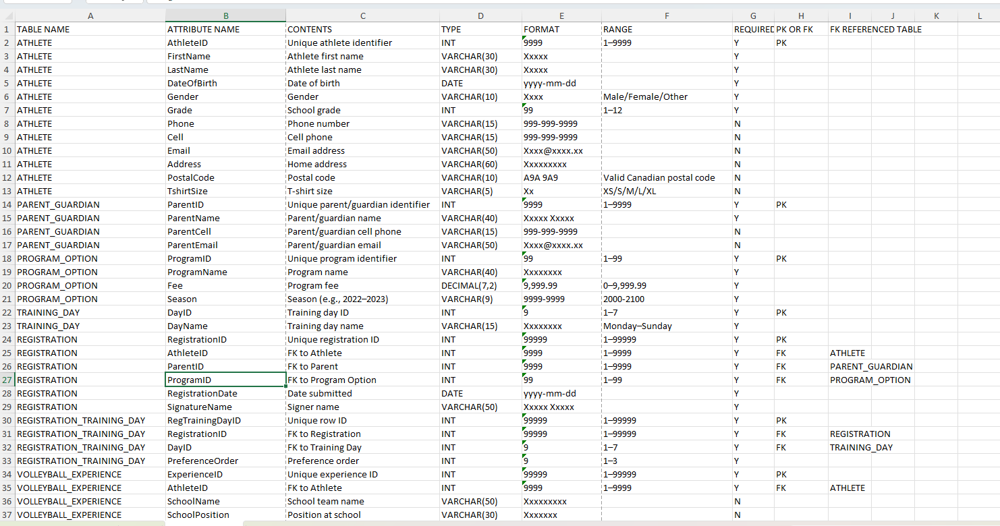 A B C D E F G H I J K L
1 TABLE NAME ATTRIBUTE NAME CONTENTS TYPE FORMAT RANGE REQUIRED PK OR FK FK REFERENCED TABLE
2 ATHLETE AthleteID Unique athlete identifier INT 9999 1–9999 Y PK
3 ATHLETE FirstName Athlete first name VARCHAR(30) Xxxxx Y
4 ATHLETE LastName Athlete last name VARCHAR(30) Xxxxx Y
5 ATHLETE DateOfBirth Date of birth DATE yyyy-mm-dd Y
6 ATHLETE Gender Gender VARCHAR(10) Xxxx Male/Female/Other Y
7 ATHLETE Grade School grade INT 99 1–12 Y
8 ATHLETE Phone Phone number VARCHAR(15) 999-999-9999 N
9 ATHLETE Cell Cell phone VARCHAR(15) 999-999-9999 N
10 ATHLETE Email Email address VARCHAR(50) Xxxx@xxxx.xx N
11 ATHLETE Address Home address VARCHAR(60) Xxxxxxxxx N
12 ATHLETE PostalCode Postal code VARCHAR(10) A9A 9A9 Valid Canadian postal code N
13 ATHLETE TshirtSize T-shirt size VARCHAR(5) Xx XS/S/M/L/XL N
14 PARENT_GUARDIAN ParentID Unique parent/guardian identifier INT 9999 1–9999 Y PK
15 PARENT_GUARDIAN ParentName Parent/guardian name VARCHAR(40) Xxxxx Xxxxx Y
16 PARENT_GUARDIAN ParentCell Parent/guardian cell phone VARCHAR(15) 999-999-9999 N
17 PARENT_GUARDIAN ParentEmail Parent/guardian email VARCHAR(50) Xxxx@xxxx.xx N
18 PROGRAM_OPTION ProgramID Unique program identifier INT 99 1–99 Y PK
19 PROGRAM_OPTION ProgramName Program name VARCHAR(40) Xxxxxxxx Y
20 PROGRAM_OPTION Fee Program fee DECIMAL(7,2) 9,999.99 0–9,999.99 Y
21 PROGRAM_OPTION Season Season (e.g., 2022–2023) VARCHAR(9) 9999-9999 2000-2100 Y
22 TRAINING_DAY DayID Training day ID INT 9 1–7 Y PK
23 TRAINING_DAY DayName Training day name VARCHAR(15) Xxxxxxxx Monday–Sunday Y
24 REGISTRATION RegistrationID Unique registration ID INT 99999 1–99999 Y PK
25 REGISTRATION AthleteID FK to Athlete INT 9999 1–9999 Y FK ATHLETE
26 REGISTRATION ParentID FK to Parent INT 9999 1–9999 Y FK PARENT_GUARDIAN
27 REGISTRATION ProgramID FK to Program Option INT 99 1–99 Y FK PROGRAM_OPTION
28 REGISTRATION RegistrationDate Date submitted DATE yyyy-mm-dd Y
29 REGISTRATION SignatureName Signer name VARCHAR(50) Xxxxx Xxxxx Y
30 REGISTRATION_TRAINING_DAY RegTrainingDayID Unique row ID INT 99999 1–99999 Y PK
31 REGISTRATION_TRAINING_DAY RegistrationID FK to Registration INT 99999 1–99999 Y FK REGISTRATION
32 REGISTRATION_TRAINING_DAY DayID FK to Training Day INT 9 1–7 Y FK TRAINING_DAY
33 REGISTRATION_TRAINING_DAY PreferenceOrder Preference order INT 9 1–3 Y
34 VOLLEYBALL_EXPERIENCE ExperienceID Unique experience ID INT 99999 1–99999 Y PK
35 VOLLEYBALL_EXPERIENCE AthleteID FK to Athlete INT 9999 1–9999 Y FK ATHLETE
36 VOLLEYBALL_EXPERIENCE SchoolName School team name VARCHAR(50) Xxxxxxxxx N
37 VOLLEYBALL_EXPERIENCE SchoolPosition Position at school VARCHAR(30) Xxxxxxx N